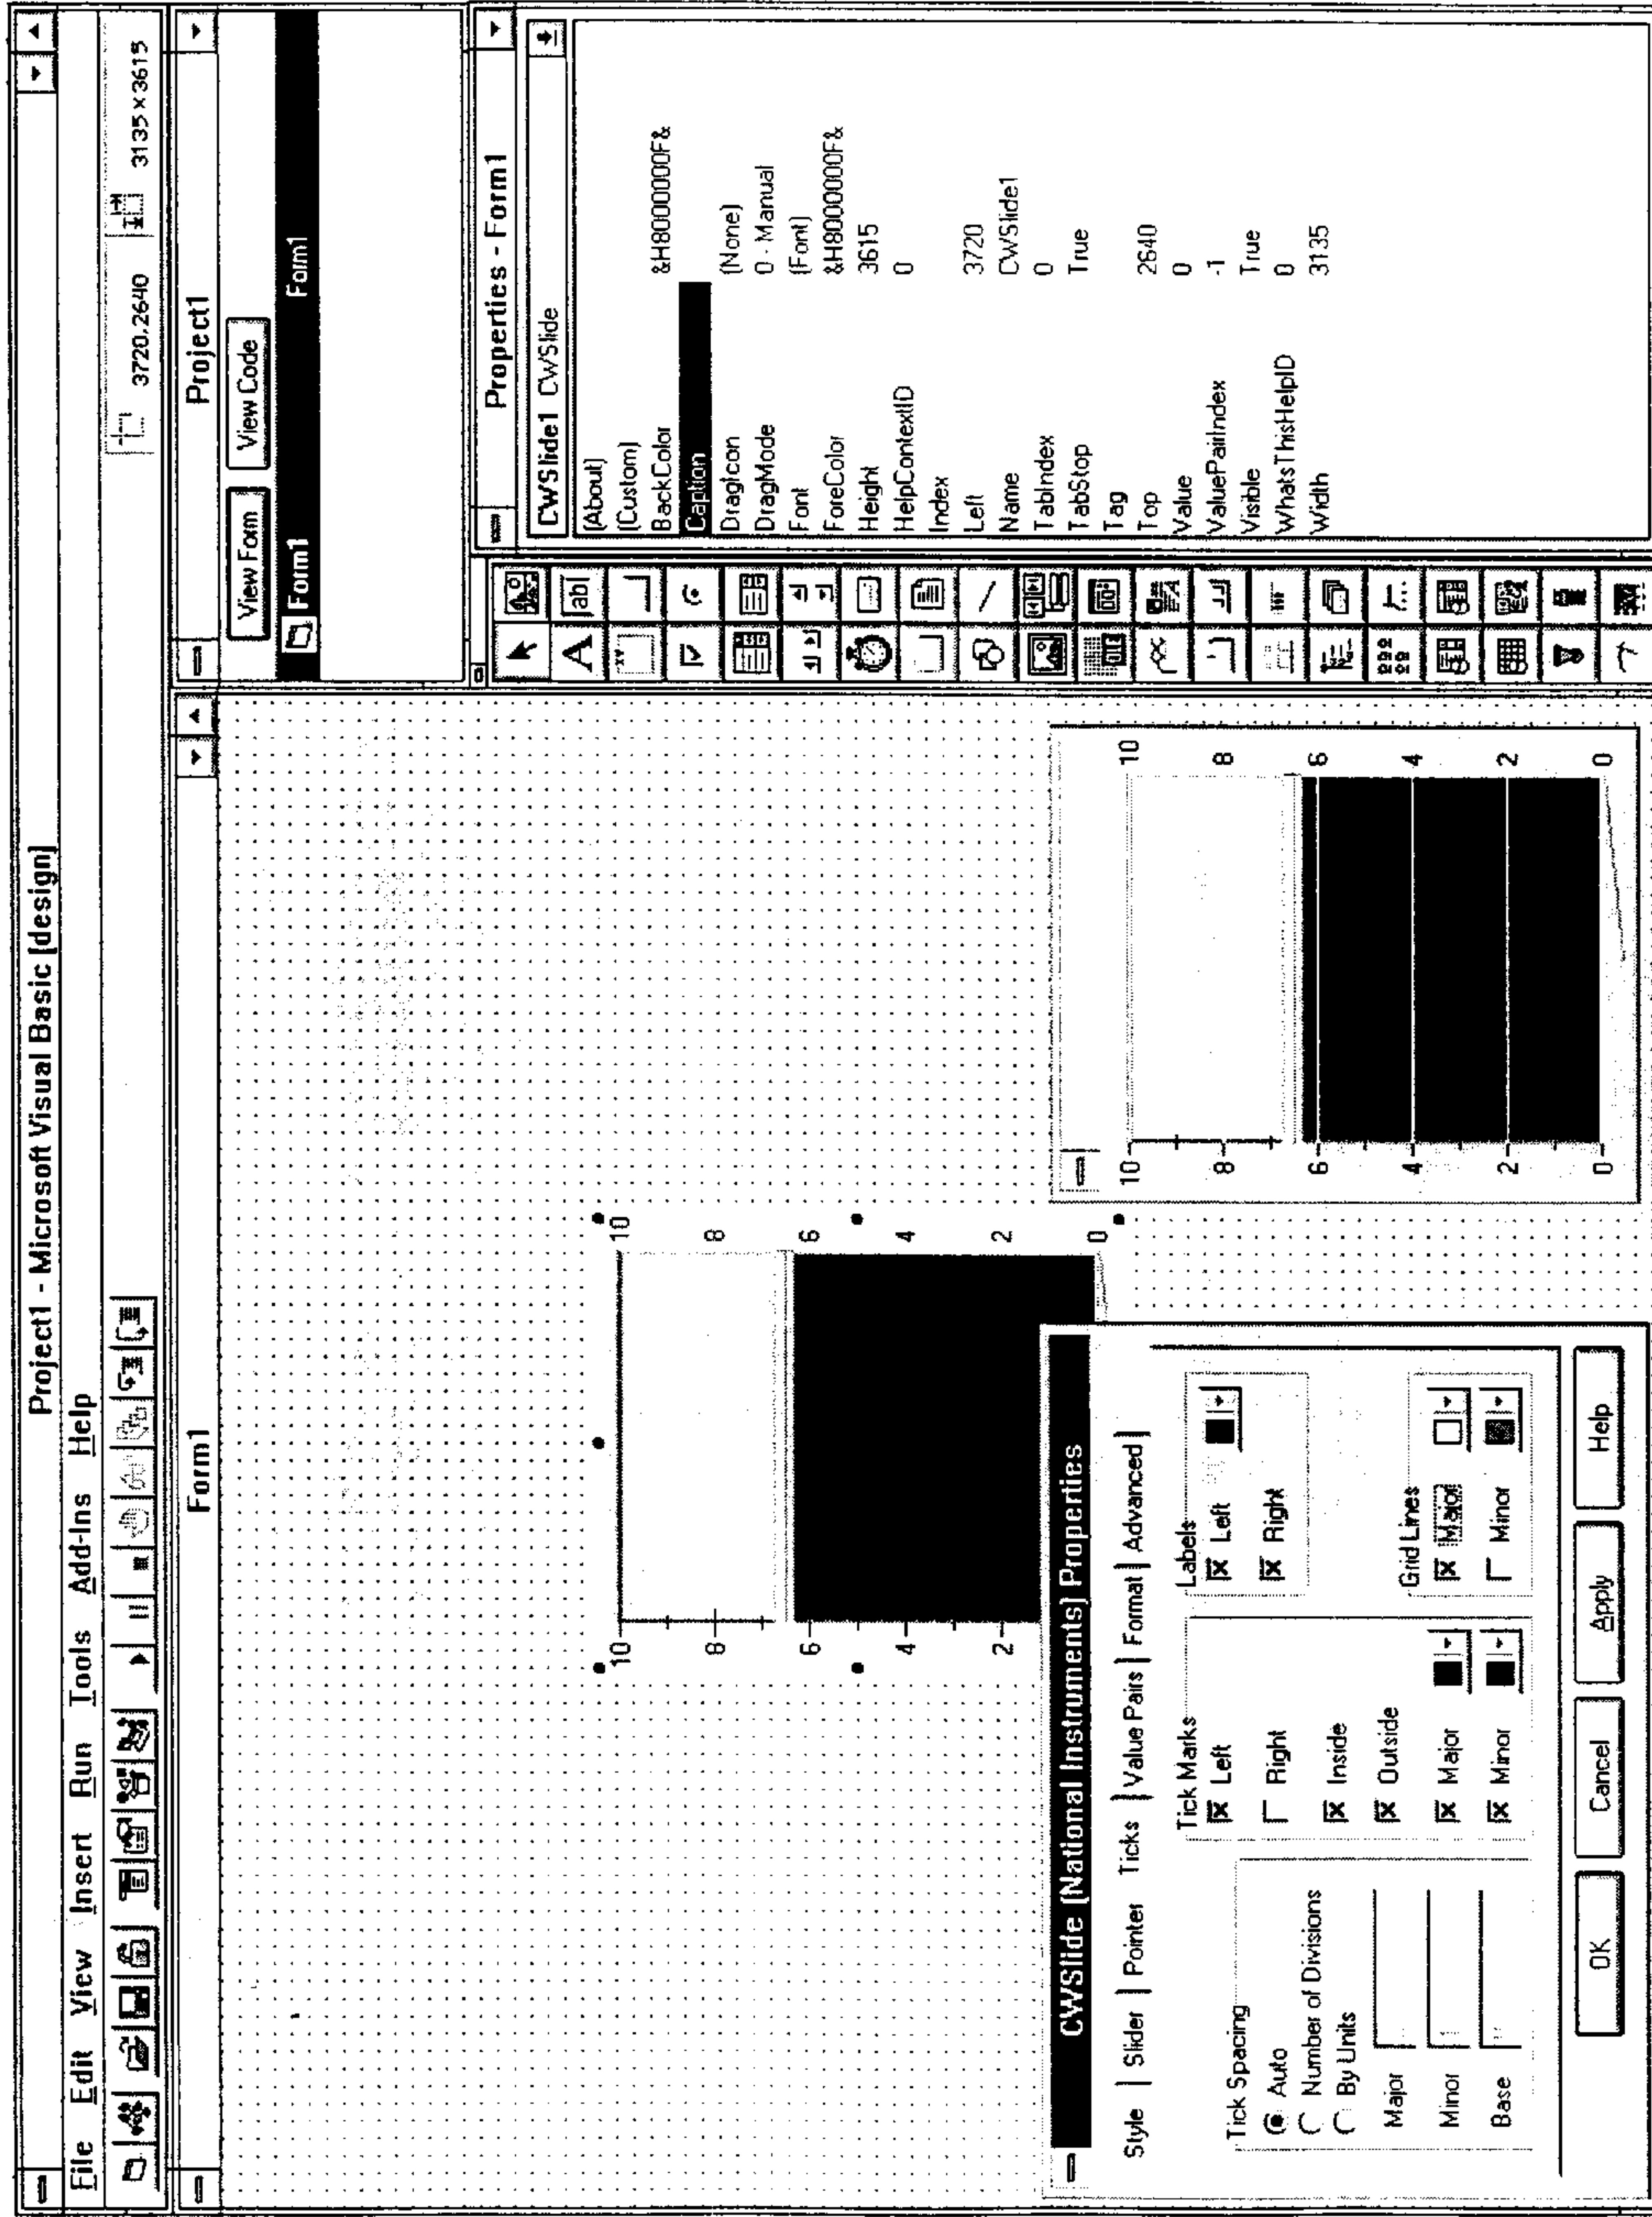 Project1 - Microsoft Visual Basic [design]
File Edit View Insert Run Tools Add-Ins Help
3720,2640 3135×3615
Form1
10 10
8 8
6 6
4 4
2 2
0
CWSlide [National Instruments] Properties
Style Slider Pointer Ticks Value Pairs Format Advanced
Tick Spacing
Auto
Number of Divisions
By Units
Major
Minor
1
Base
Tick Marks
Left
Right
Inside
Outside
Major
Minor
Labels
Left
Right
Grid Lines
Major
Minor
OK Cancel Apply Help
10 10
8 8
6 6
4 4
2 2
0 0
Project1
View Form View Code
Form1 Form1
A ab|
Properties - Form1
CWSlide1 CWSlide
(About)
(Custom)
BackColor &H8000000F&
Caption
DragIcon (None)
DragMode 0 - Manual
Font (Font)
ForeColor &H8000000F&
Height 3615
HelpContextID 0
Index
Left 3720
Name CWSlide1
TabIndex 0
TabStop True
Tag
Top 2640
Value 0
ValuePairIndex -1
Visible True
WhatsThisHelpID 0
Width 3135